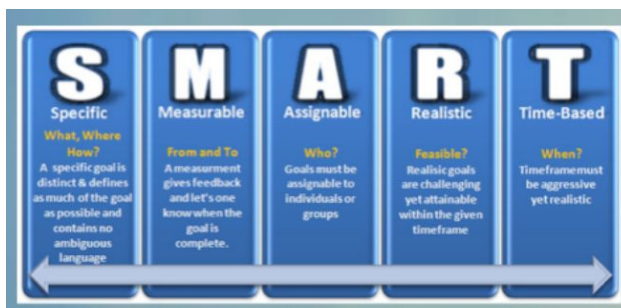 S
Specific
What, Where
How?
A specific goal is
distinct & defines
as much of the goal
as possible and
contains no
ambiguous
language
M
Measurable
From and To
A measurment
gives feedback
and let's one
know when the
goal is
complete.
A
Assignable
Who?
Goals must be
assignable to
individuals or
groups
R
Realistic
Feasible?
Realisic goals
are challenging
yet attainable
within the given
timeframe
T
Time-Based
When?
Timeframe must
be aggressive
yet realistic